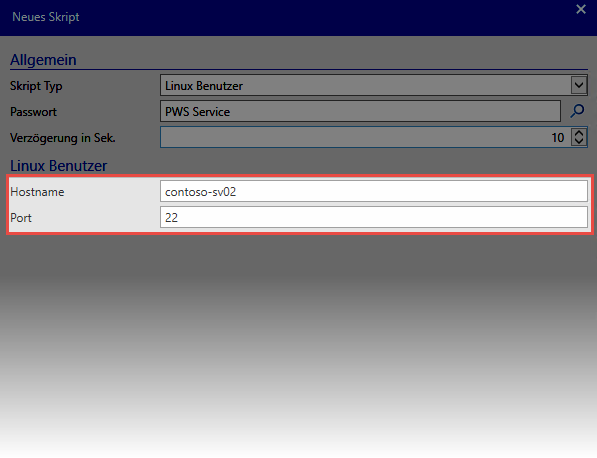 Neues Skript
Allgemein
Skript Typ Linux Benutzer
Passwort PWS Service
Verzögerung in Sek. 10
Linux Benutzer
Hostname contoso-sv02
Port 22